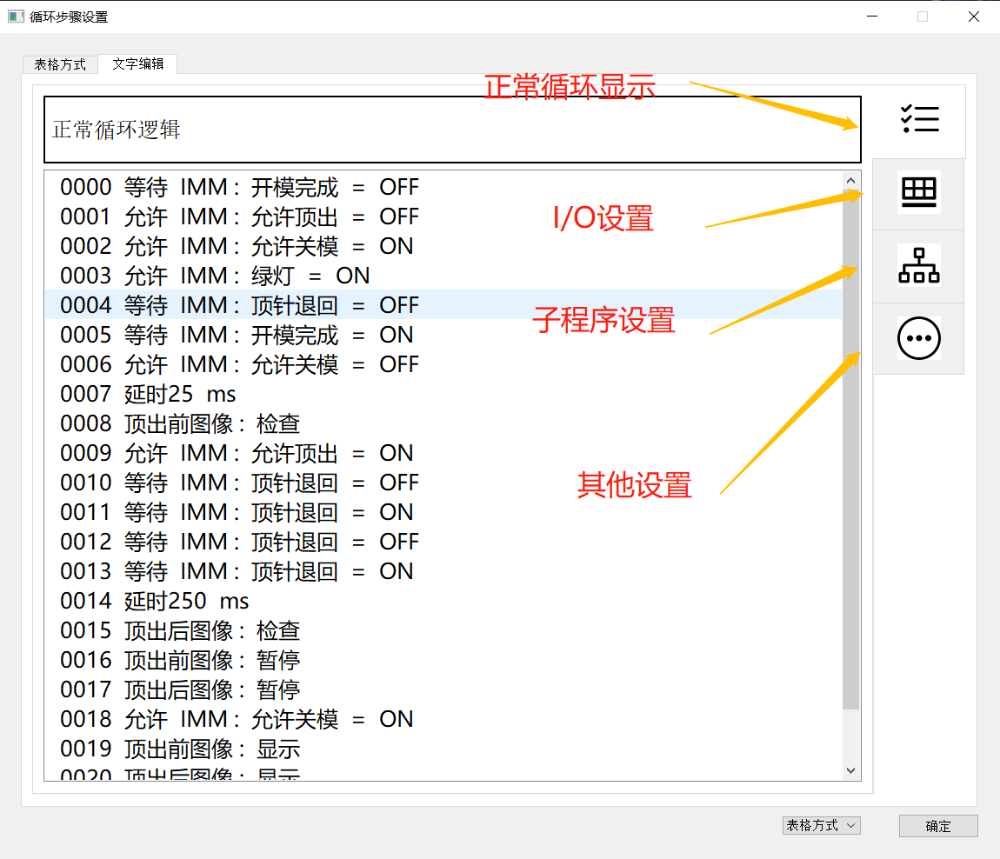 循环步骤设置
表格方式 文字编辑
正常循环显示
正常循环逻辑
0000 等待 IMM： 开模完成 = OFF
0001 允许 IMM： 允许顶出 = OFF
I/O设置
0002 允许 IMM： 允许关模 = ON
0003 允许 IMM： 绿灯 = ON
0004 等待 IMM： 顶针退回 = OFF
子程序设置
0005 等待 IMM： 开模完成 = ON
0006 允许 IMM： 允许关模 = OFF
0007 延时25 ms
0008 顶出前图像： 检查
0009 允许 IMM： 允许顶出 = ON
0010 等待 IMM： 顶针退回 = OFF
其他设置
0011 等待 IMM： 顶针退回 = ON
0012 等待 IMM： 顶针退回 = OFF
0013 等待 IMM： 顶针退回 = ON
0014 延时250 ms
0015 顶出后图像： 检查
0016 顶出前图像： 暂停
0017 顶出后图像： 暂停
0018 允许 IMM： 允许关模 = ON
0019 顶出前图像： 显示
0020 顶出后图像： 显示
表格方式 确定